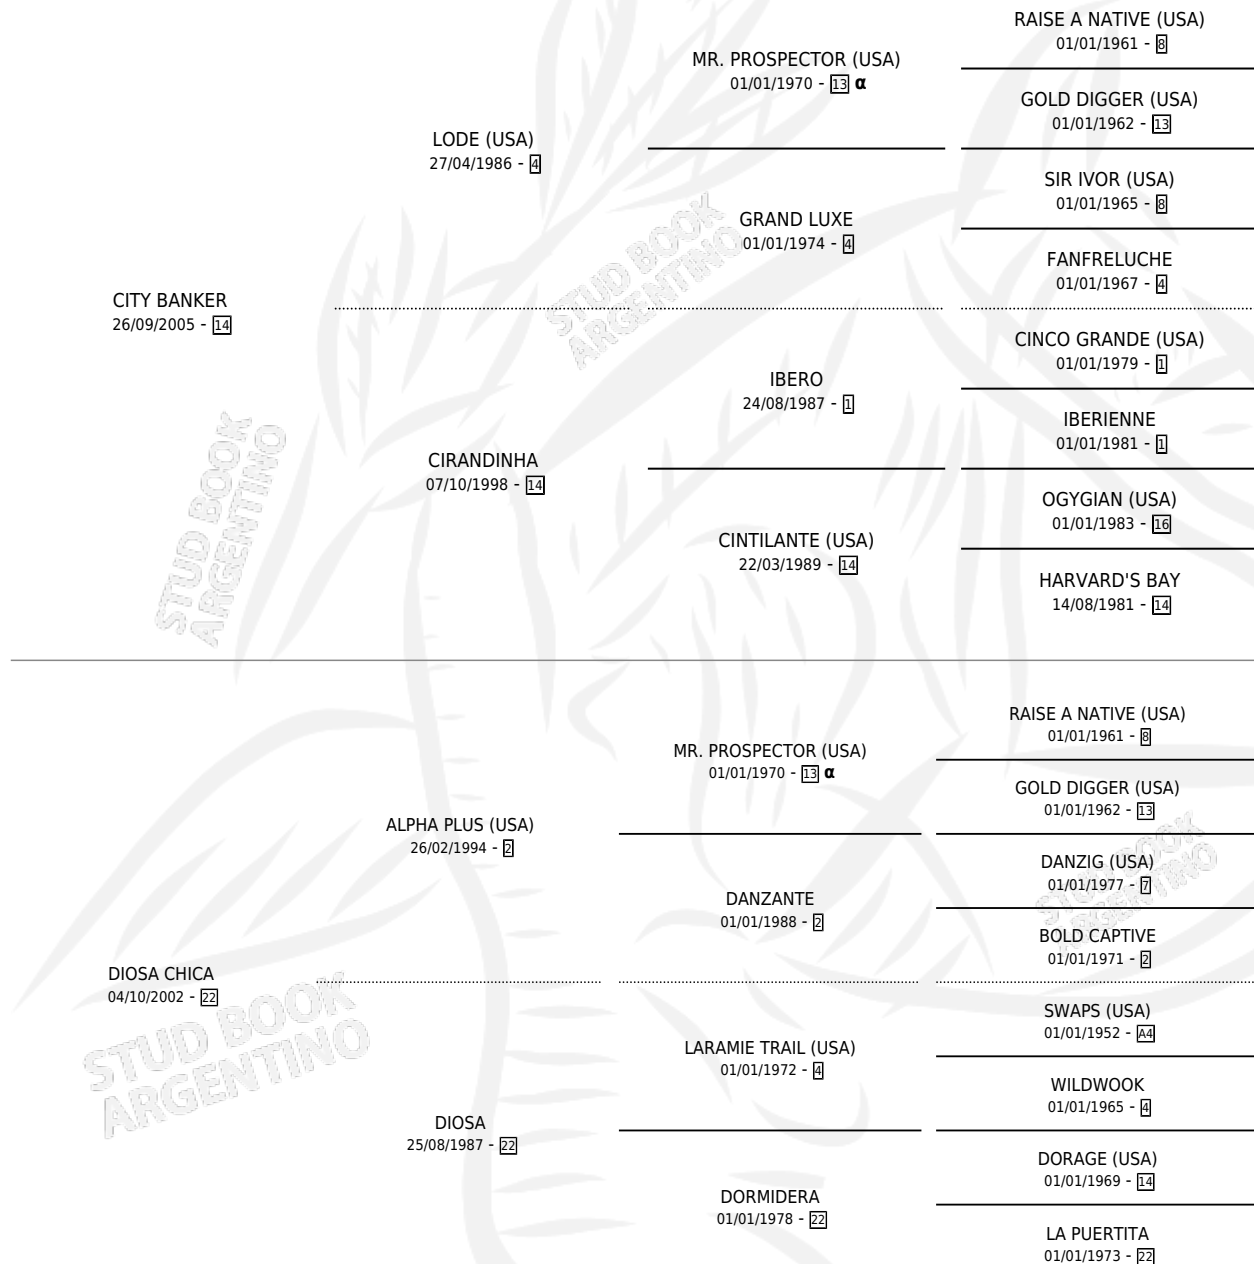 RAISE A NATIVE (USA)
01/01/1961 - 8
MR. PROSPECTOR (USA)
01/01/1970 - 13 α
GOLD DIGGER (USA)
01/01/1962 - 13
LODE (USA)
27/04/1986 - 4
SIR IVOR (USA)
01/01/1965 - 8
GRAND LUXE
01/01/1974 - 4
FANFRELUCHE
01/01/1967 - 4
CITY BANKER
26/09/2005 - 14
CINCO GRANDE (USA)
01/01/1979 - 1
IBERO
24/08/1987 - 1
IBERIENNE
01/01/1981 - 1
CIRANDINHA
07/10/1998 - 14
OGYGIAN (USA)
01/01/1983 - 16
CINTILANTE (USA)
22/03/1989 - 14
HARVARD'S BAY
14/08/1981 - 14
STUD BOOK
ARGENTINO
STUD BOOK
ARGENTINO
RAISE A NATIVE (USA)
01/01/1961 - 8
MR. PROSPECTOR (USA)
01/01/1970 - 13 α
GOLD DIGGER (USA)
01/01/1962 - 13
ALPHA PLUS (USA)
26/02/1994 - 2
DANZIG (USA)
01/01/1977 - 7
DANZANTE
01/01/1988 - 2
BOLD CAPTIVE
01/01/1971 - 2
DIOSA CHICA
04/10/2002 - 22
SWAPS (USA)
01/01/1952 - A4
LARAMIE TRAIL (USA)
01/01/1972 - 4
WILDWOOK
01/01/1965 - 4
DIOSA
25/08/1987 - 22
DORAGE (USA)
01/01/1969 - 14
DORMIDERA
01/01/1978 - 22
LA PUERTITA
01/01/1973 - 22
STUD BOOK
ARGENTINO
STUD BOOK
ARGENTINO